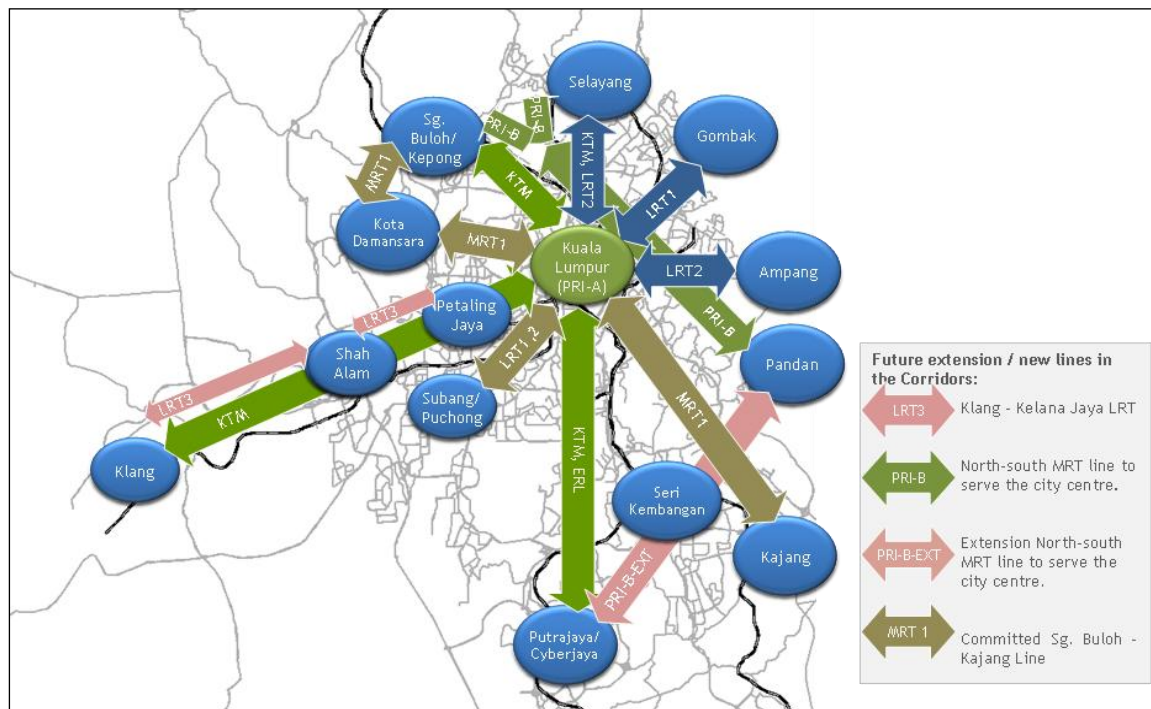 Selayang
Sg.
Buloh/
Kepong
PRI-B
PRI-B
Gombak
KTM, LRT2
KTM
LRT1
MRT1
Kota
Damansara
MRT1
Kuala
Lumpur
(PRI-A)
LRT2
Ampang
PRI-B
Petaling
Jaya
LRT3
LRT1,2
Pandan
Shah
Alam
Subang/
Puchong
LRT3
KTM
Klang
MRT1
KTM, ERL
Seri
Kembangan
Kajang
PRI-B-EXT
Putrajaya/
Cyberjaya
Future extension / new lines in
the Corridors:
LRT3
Klang - Kelana Jaya LRT
PRI-B
North-south MRT line to
serve the city centre.
PRI-B-EXT
Extension North-south
MRT line to serve the
city centre.
MRT 1
Committed Sg. Buloh -
Kajang Line